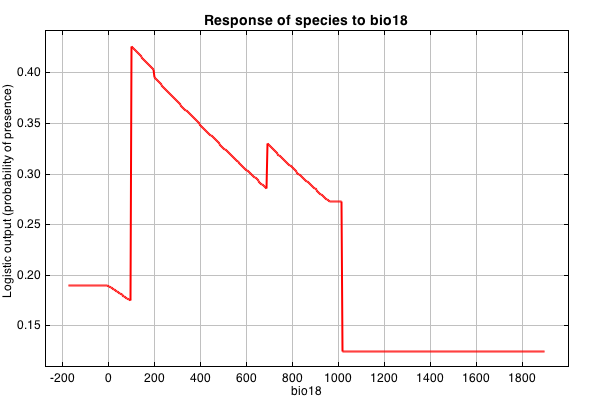 Response of species to bio18
Logistic output (probability of presence)
0.40
0.35
0.30
0.25
0.20
0.15
-200 0 200 400 600 800 1000 1200 1400 1600 1800
bio18